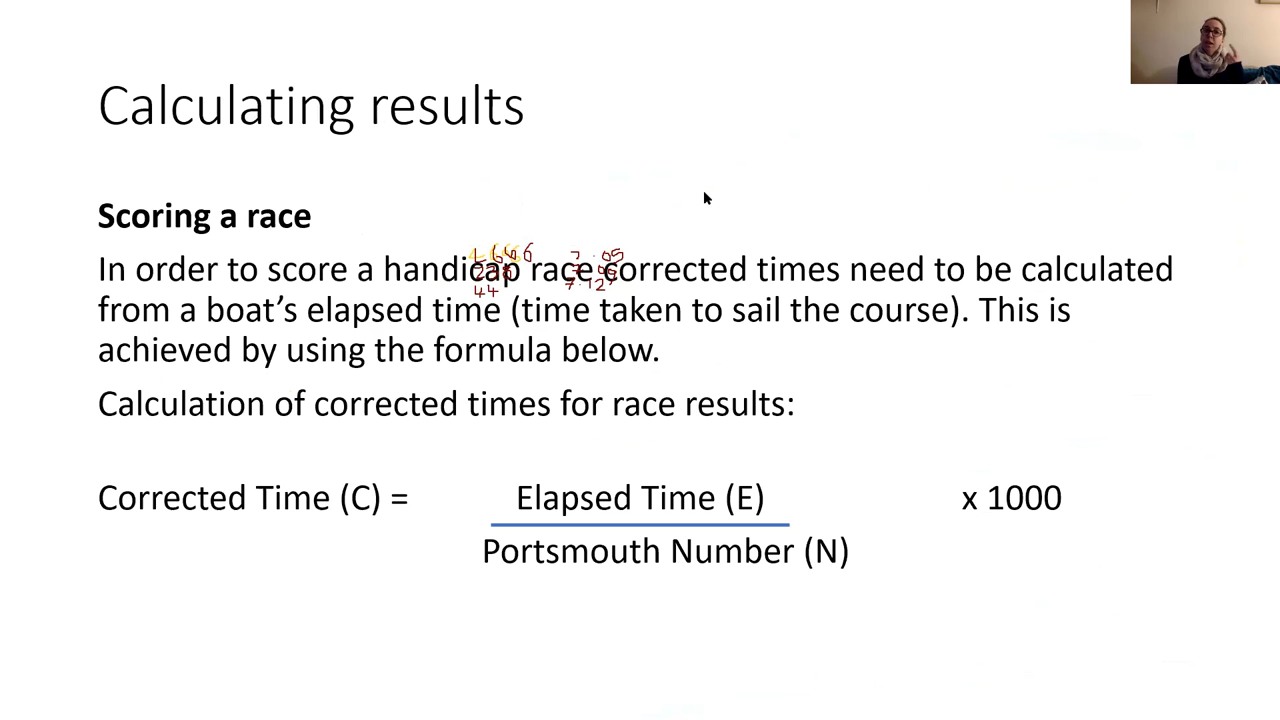 Calculating results
Scoring a race
In order to score a handicap race corrected times need to be calculated
from a boat’s elapsed time (time taken to sail the course). This is
achieved by using the formula below.
Calculation of corrected times for race results:
Corrected Time (C) = Elapsed Time (E) x 1000
Portsmouth Number (N)